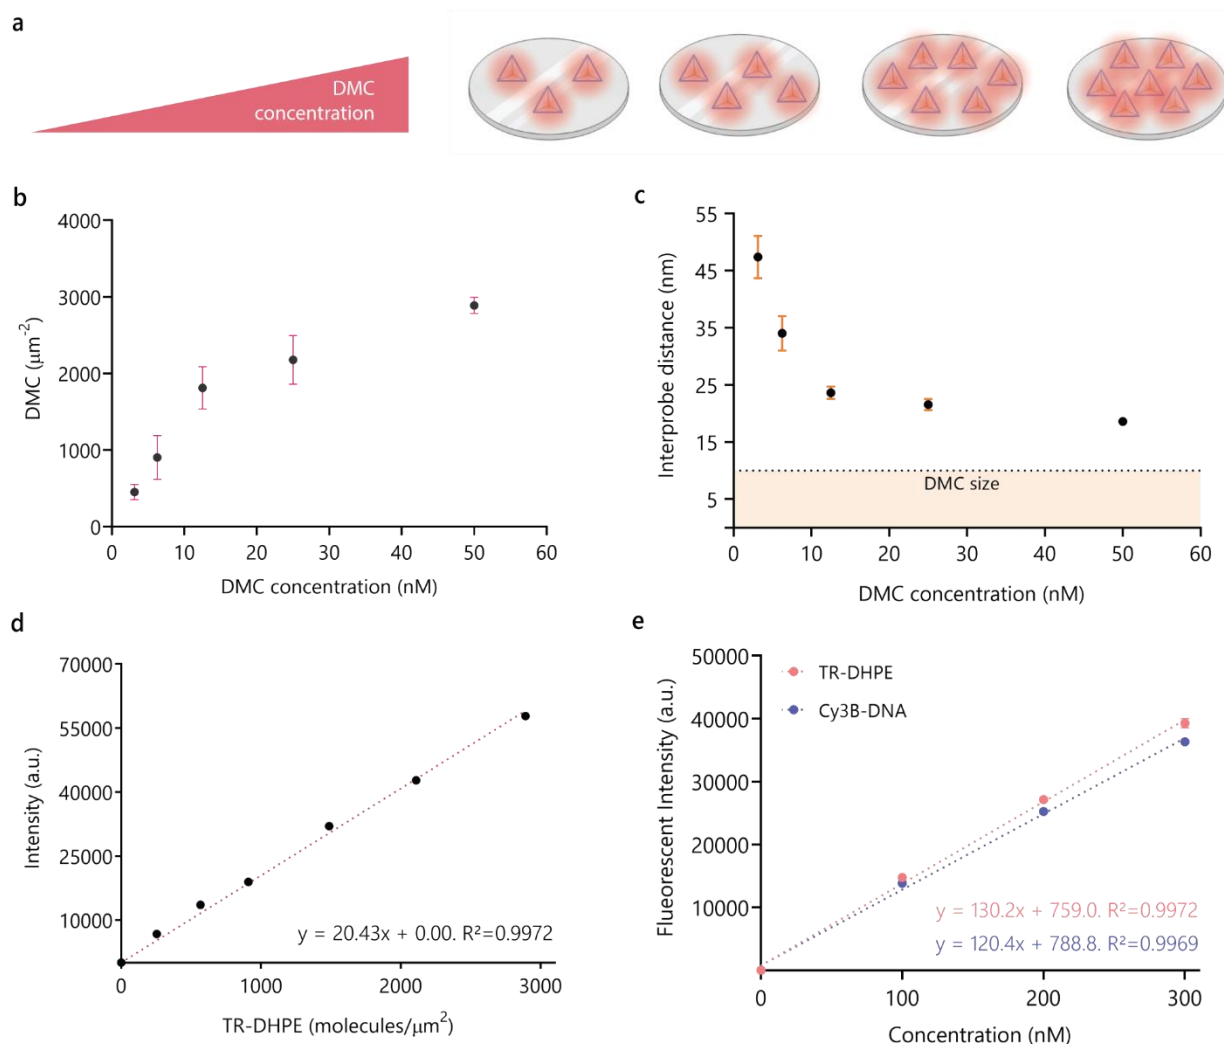 a
DMC
concentration
b
4000
3000
2000
1000
0
DMC (μm⁻²)
0 10 20 30 40 50 60
DMC concentration (nM)
c
55
45
35
25
15
5
Interprobe distance (nm)
DMC size
0 10 20 30 40 50 60
DMC concentration (nM)
d
70000
55000
40000
25000
10000
Intensity (a.u.)
y = 20.43x + 0.00. R²=0.9972
0 1000 2000 3000
TR-DHPE (molecules/μm²)
e
50000
40000
30000
20000
10000
Flueorescent Intensity (a.u.)
TR-DHPE
Cy3B-DNA
y = 130.2x + 759.0. R²=0.9972
y = 120.4x + 788.8. R²=0.9969
0 100 200 300
Concentration (nM)